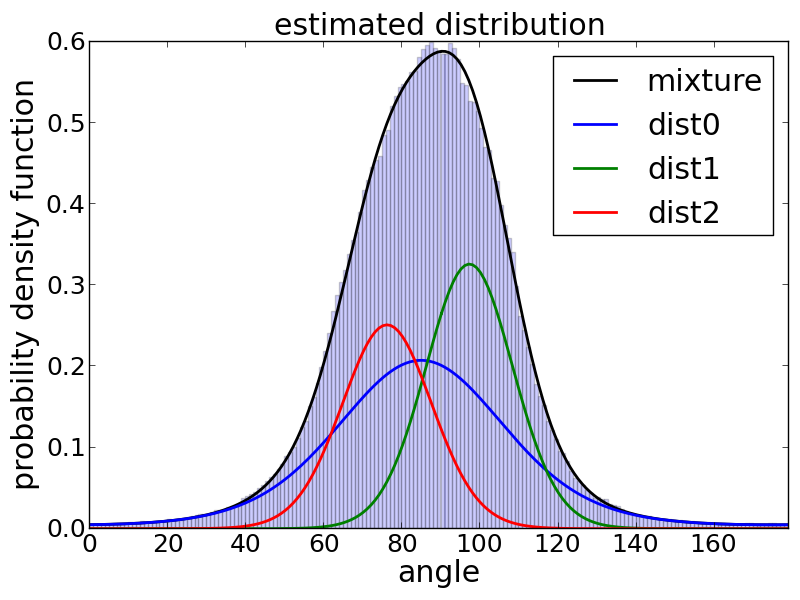 estimated distribution
probability density function
0.6
0.5
0.4
0.3
0.2
0.1
0.0
mixture
dist0
dist1
dist2
0 20 40 60 80 100 120 140 160
angle